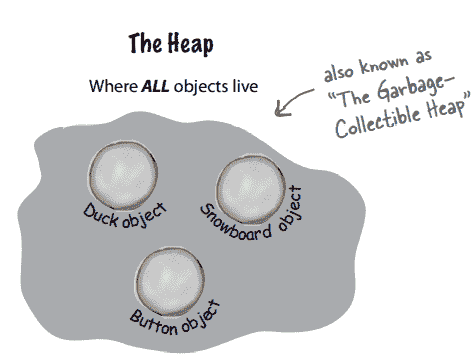 The Heap
Where ALL objects live
also known as
"The Garbage-
Collectible Heap"
Duck object
Snowboard object
Button object